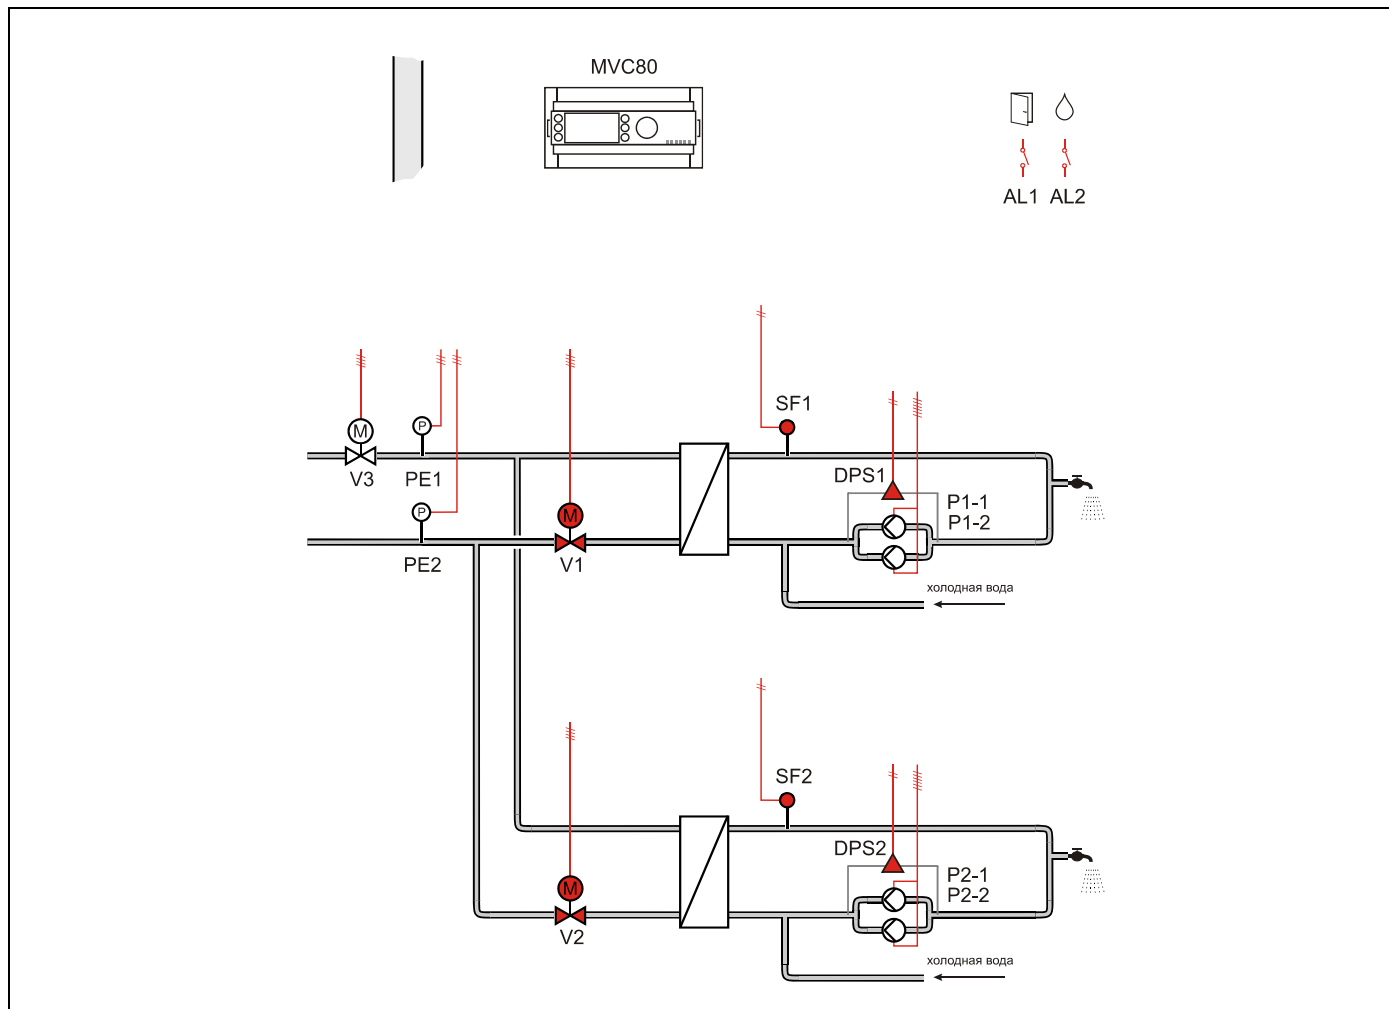 MVC80
AL1 AL2
SF1
M
P
V3
PE1
DPS1
P1-1
P1-2
P
M
PE2
V1
холодная вода
SF2
DPS2
P2-1
P2-2
M
V2
холодная вода